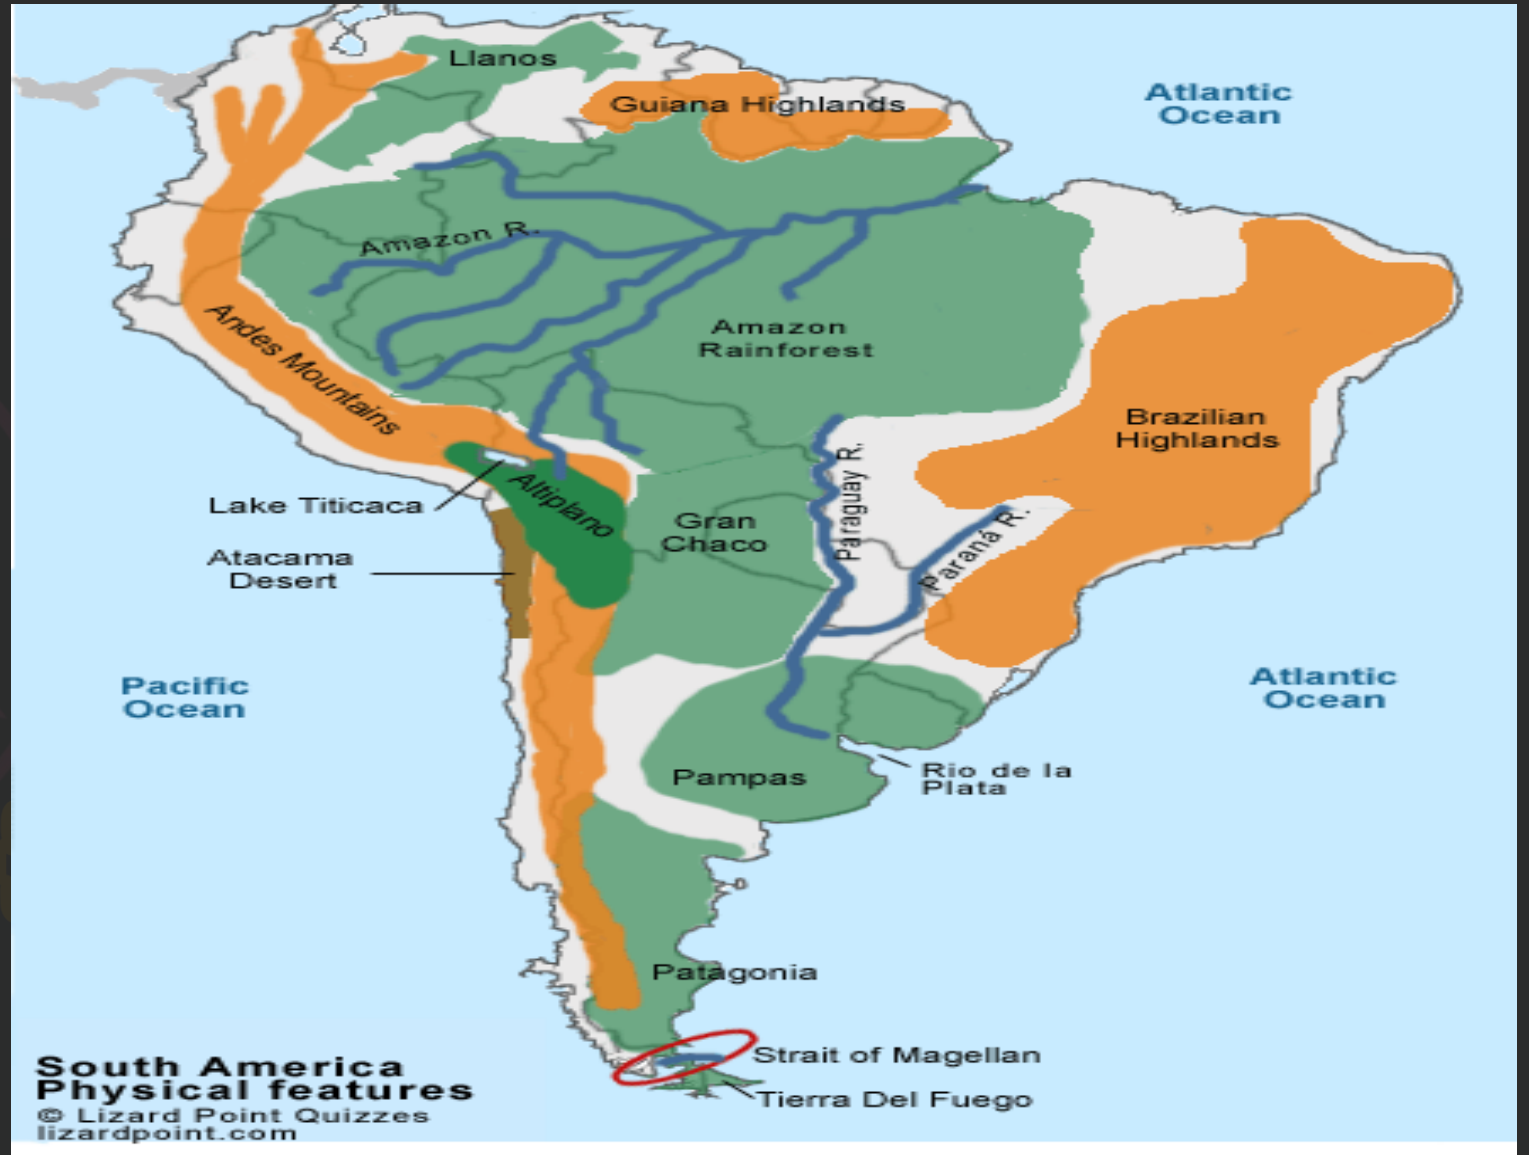 Llanos
Guiana Highlands
Atlantic
Ocean
Amazon R.
Andes Mountains
Amazon
Rainforest
Brazilian
Highlands
Paraguay R.
Lake Titicaca
Altiplano
Gran
Chaco
Paraná R.
Atacama
Desert
Pacific
Ocean
Atlantic
Ocean
Pampas
Rio de la
Plata
Patagonia
Strait of Magellan
Tierra Del Fuego
South America
Physical features
© Lizard Point Quizzes
lizardpoint.com